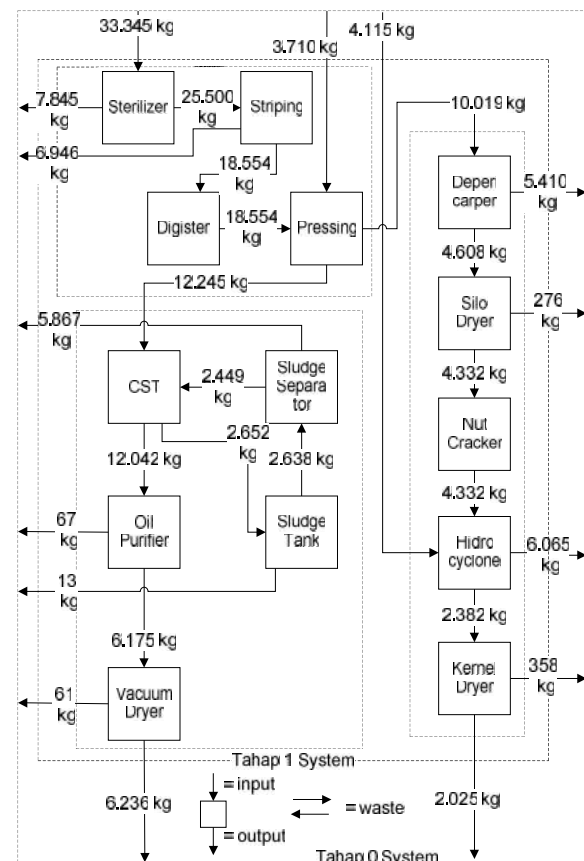 33.345 kg
3.710 kg
4.115 kg
7.845
kg
Sterilizer
25.500
kg
Striping
6.946
kg
10.019 kg
18.554
kg
Digister
18.554
kg
Pressing
Depen
carper
5.410
kg
12.245 kg
4.608 kg
5.867
kg
Silo
Dryer
276
kg
CST
2.449
kg
Sludge
Separa
tor
4.332
kg
2.652
kg
Nut
Cracker
12.042 kg
2.638 kg
4.332
kg
67
kg
Oil
Purifier
Sludge
Tank
Hidro
cyclone
6.065
kg
13
kg
2.382 kg
6.175 kg
61
kg
Vacuum
Dryer
Kernel
Dryer
358
kg
Tahap 1 System
6.236 kg
=input
=waste
=output
2.025 kg
Tahap 0 System